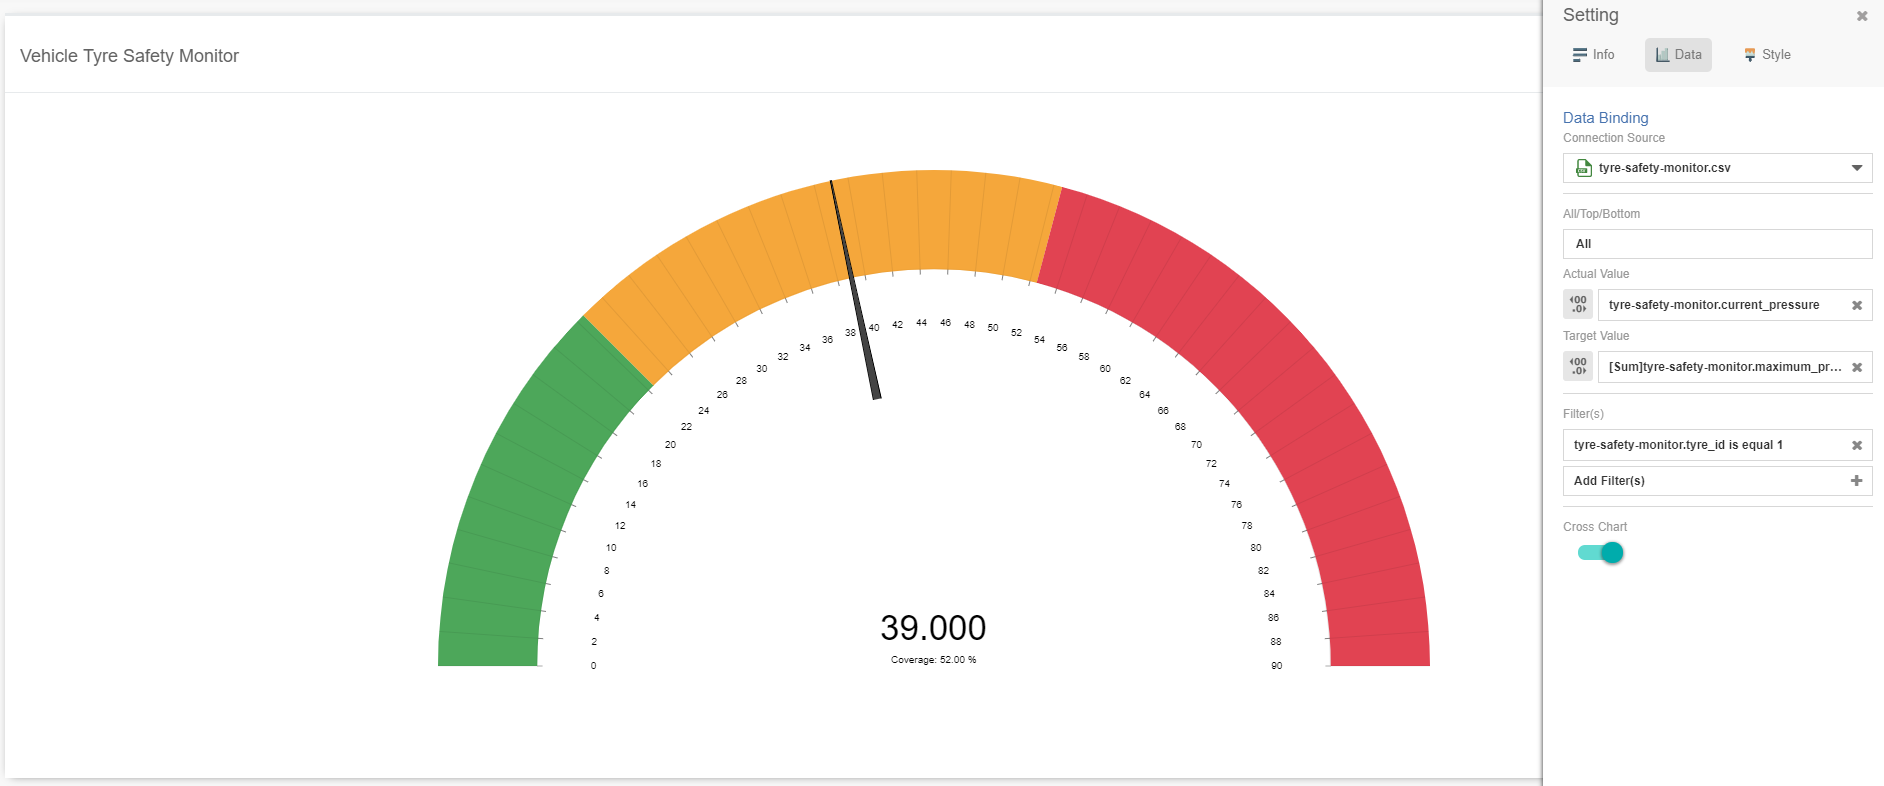 Vehicle Tyre Safety Monitor
0
2
4
6
8
10
12
14
16
18
20
22
24
26
28
30
32
34
36
38
40
42
44
46
48
50
52
54
56
58
60
62
64
66
68
70
72
74
76
78
80
82
84
86
88
90
39.000
Coverage: 52.00 %
Setting
Info
Data
Style
Data Binding
Connection Source
tyre-safety-monitor.csv
All/Top/Bottom
All
Actual Value
00
.0
tyre-safety-monitor.current_pressure
Target Value
00
.0
[Sum]tyre-safety-monitor.maximum_pr...
Filter(s)
tyre-safety-monitor.tyre_id is equal 1
Add Filter(s)
Cross Chart